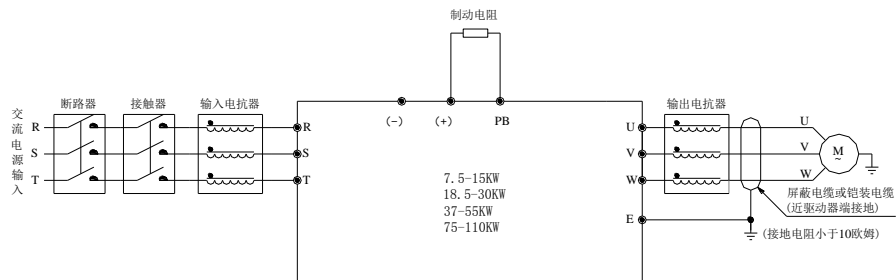 制动电阻
断路器
接触器
输入电抗器
(-)
(+)
PB
输出电抗器
交流电源输入
R
S
T
R
S
T
U
V
W
E
U
V
W
M
~
7.5-15KW
18.5-30KW
37-55KW
75-110KW
屏蔽电缆或铠装电缆
(近驱动器端接地)
(接地电阻小于10欧姆)